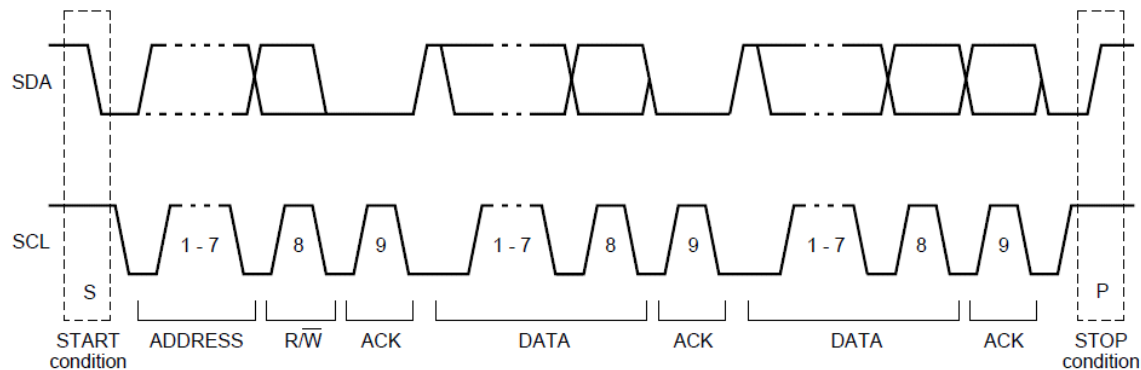 SDA
SCL
1 - 7
8
9
1 - 7
8
9
1 - 7
8
9
S
P
START
condition
ADDRESS
R/W̅
ACK
DATA
ACK
DATA
ACK
STOP
condition